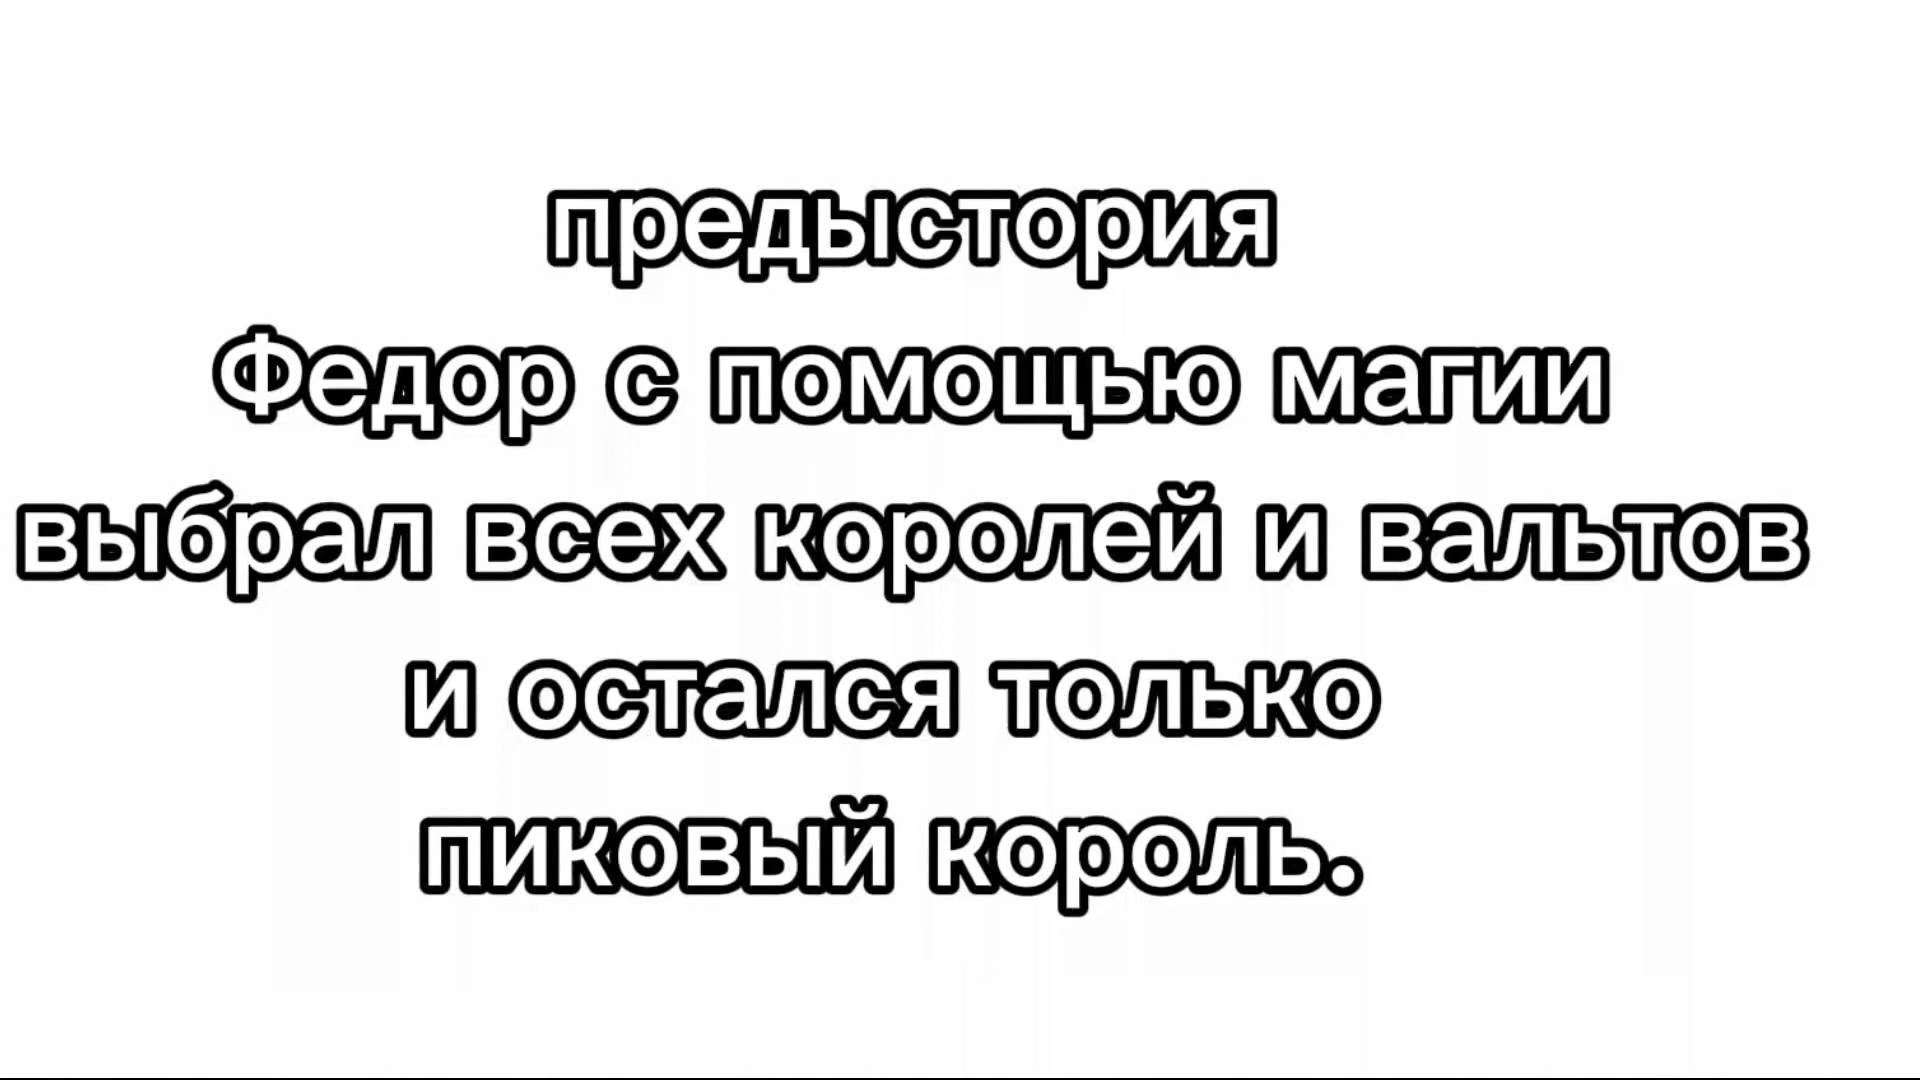 предыстория
Федор с помощью магии
выбрал всех королей и вальтов
и остался только
пиковый король.